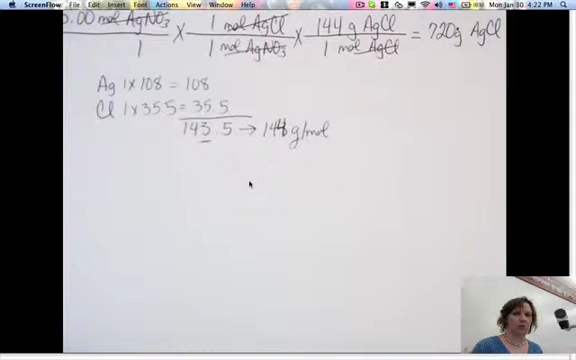 ScreenFlow File Edit Insert Font Actions Arrange View Window Help Mon Jan 30 4:22 PM
5.00 mol AgNO₃ / 1 × 1 mol AgCl / 1 mol AgNO₃ × 144 g AgCl / 1 mol AgCl = 720g AgCl
Ag 1 x 108 = 108
Cl 1 x 35.5 = 35.5
143.5 → 144 g/mol